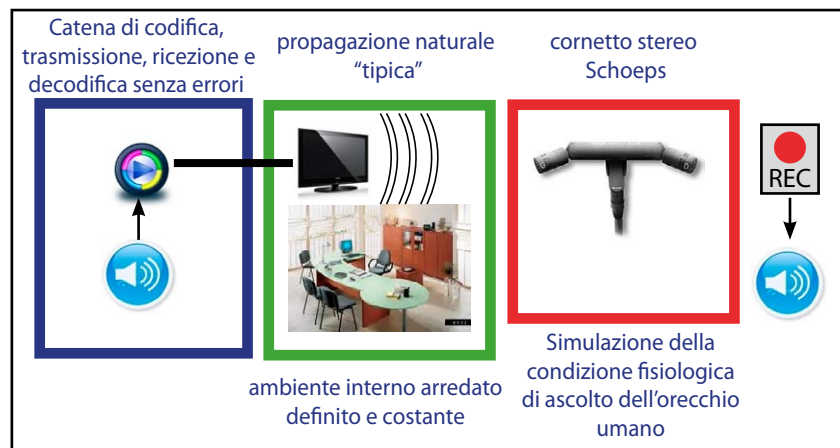 Catena di codifica,
trasmissione, ricezione e
decodifica senza errori
propagazione naturale
“tipica”
cornetto stereo
Schoeps
REC
ambiente interno arredato
definito e costante
Simulazione della
condizione fisiologica
di ascolto dell’orecchio
umano